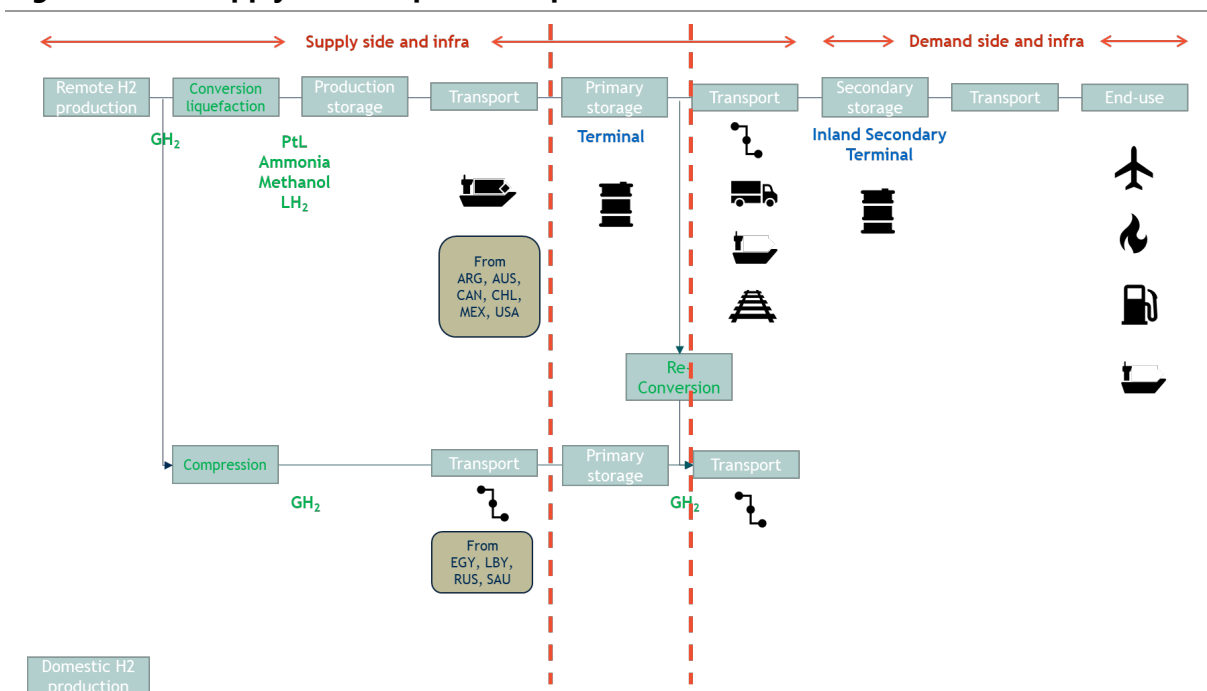 Supply side and infra
Demand side and infra
Remote H2
production
Conversion
liquefaction
Production
storage
Transport
Primary
storage
Transport
Secondary
storage
Transport
End-use
GH₂
PtL
Ammonia
Methanol
LH₂
Terminal
Inland Secondary
Terminal
From
ARG, AUS,
CAN, CHL,
MEX, USA
Re-
Conversion
Compression
Transport
Primary
storage
Transport
GH₂
GH₂
From
EGY, LBY,
RUS, SAU
Domestic H2
production